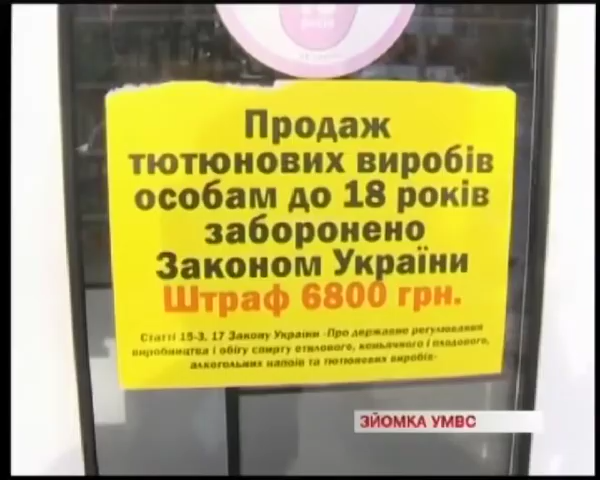 Продаж
тютюнових виробів
особам до 18 років
заборонено
Законом України
Штраф 6800 грн.
Статті 15-3, 17 Закону України «Про державне регулювання
виробництва і обігу спирту етилового, коньячного і плодового,
алкогольних напоїв та тютюнових виробів»
ЗЙОМКА УМВС